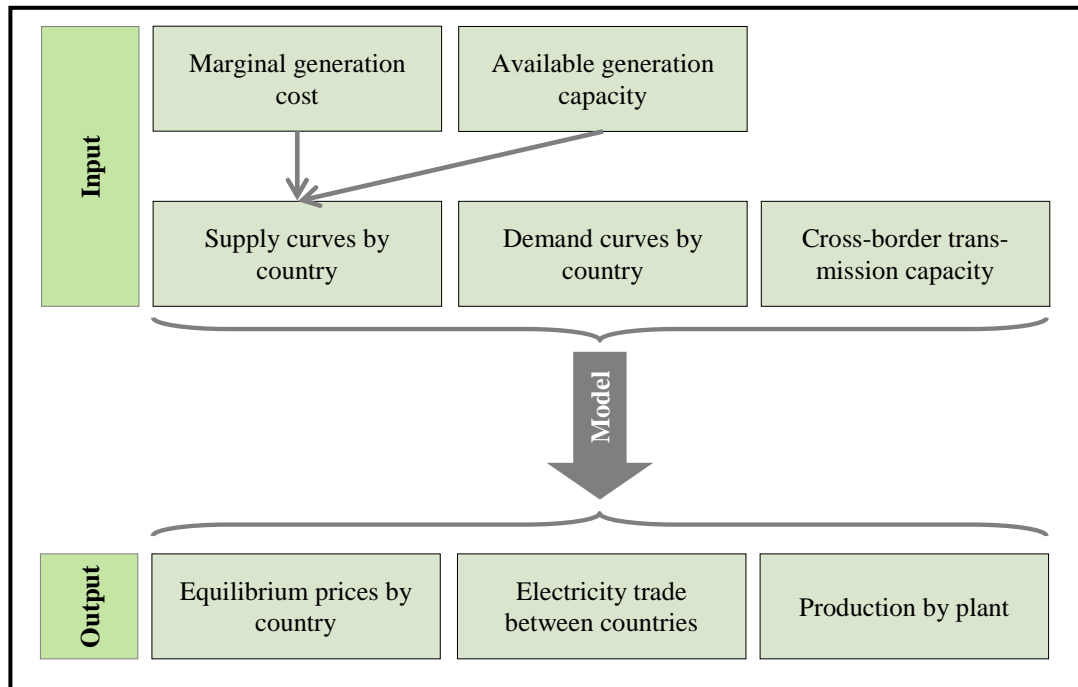 Input
Marginal generation
cost
Available generation
capacity
Supply curves by
country
Demand curves by
country
Cross-border trans-
mission capacity
Model
Output
Equilibrium prices by
country
Electricity trade
between countries
Production by plant